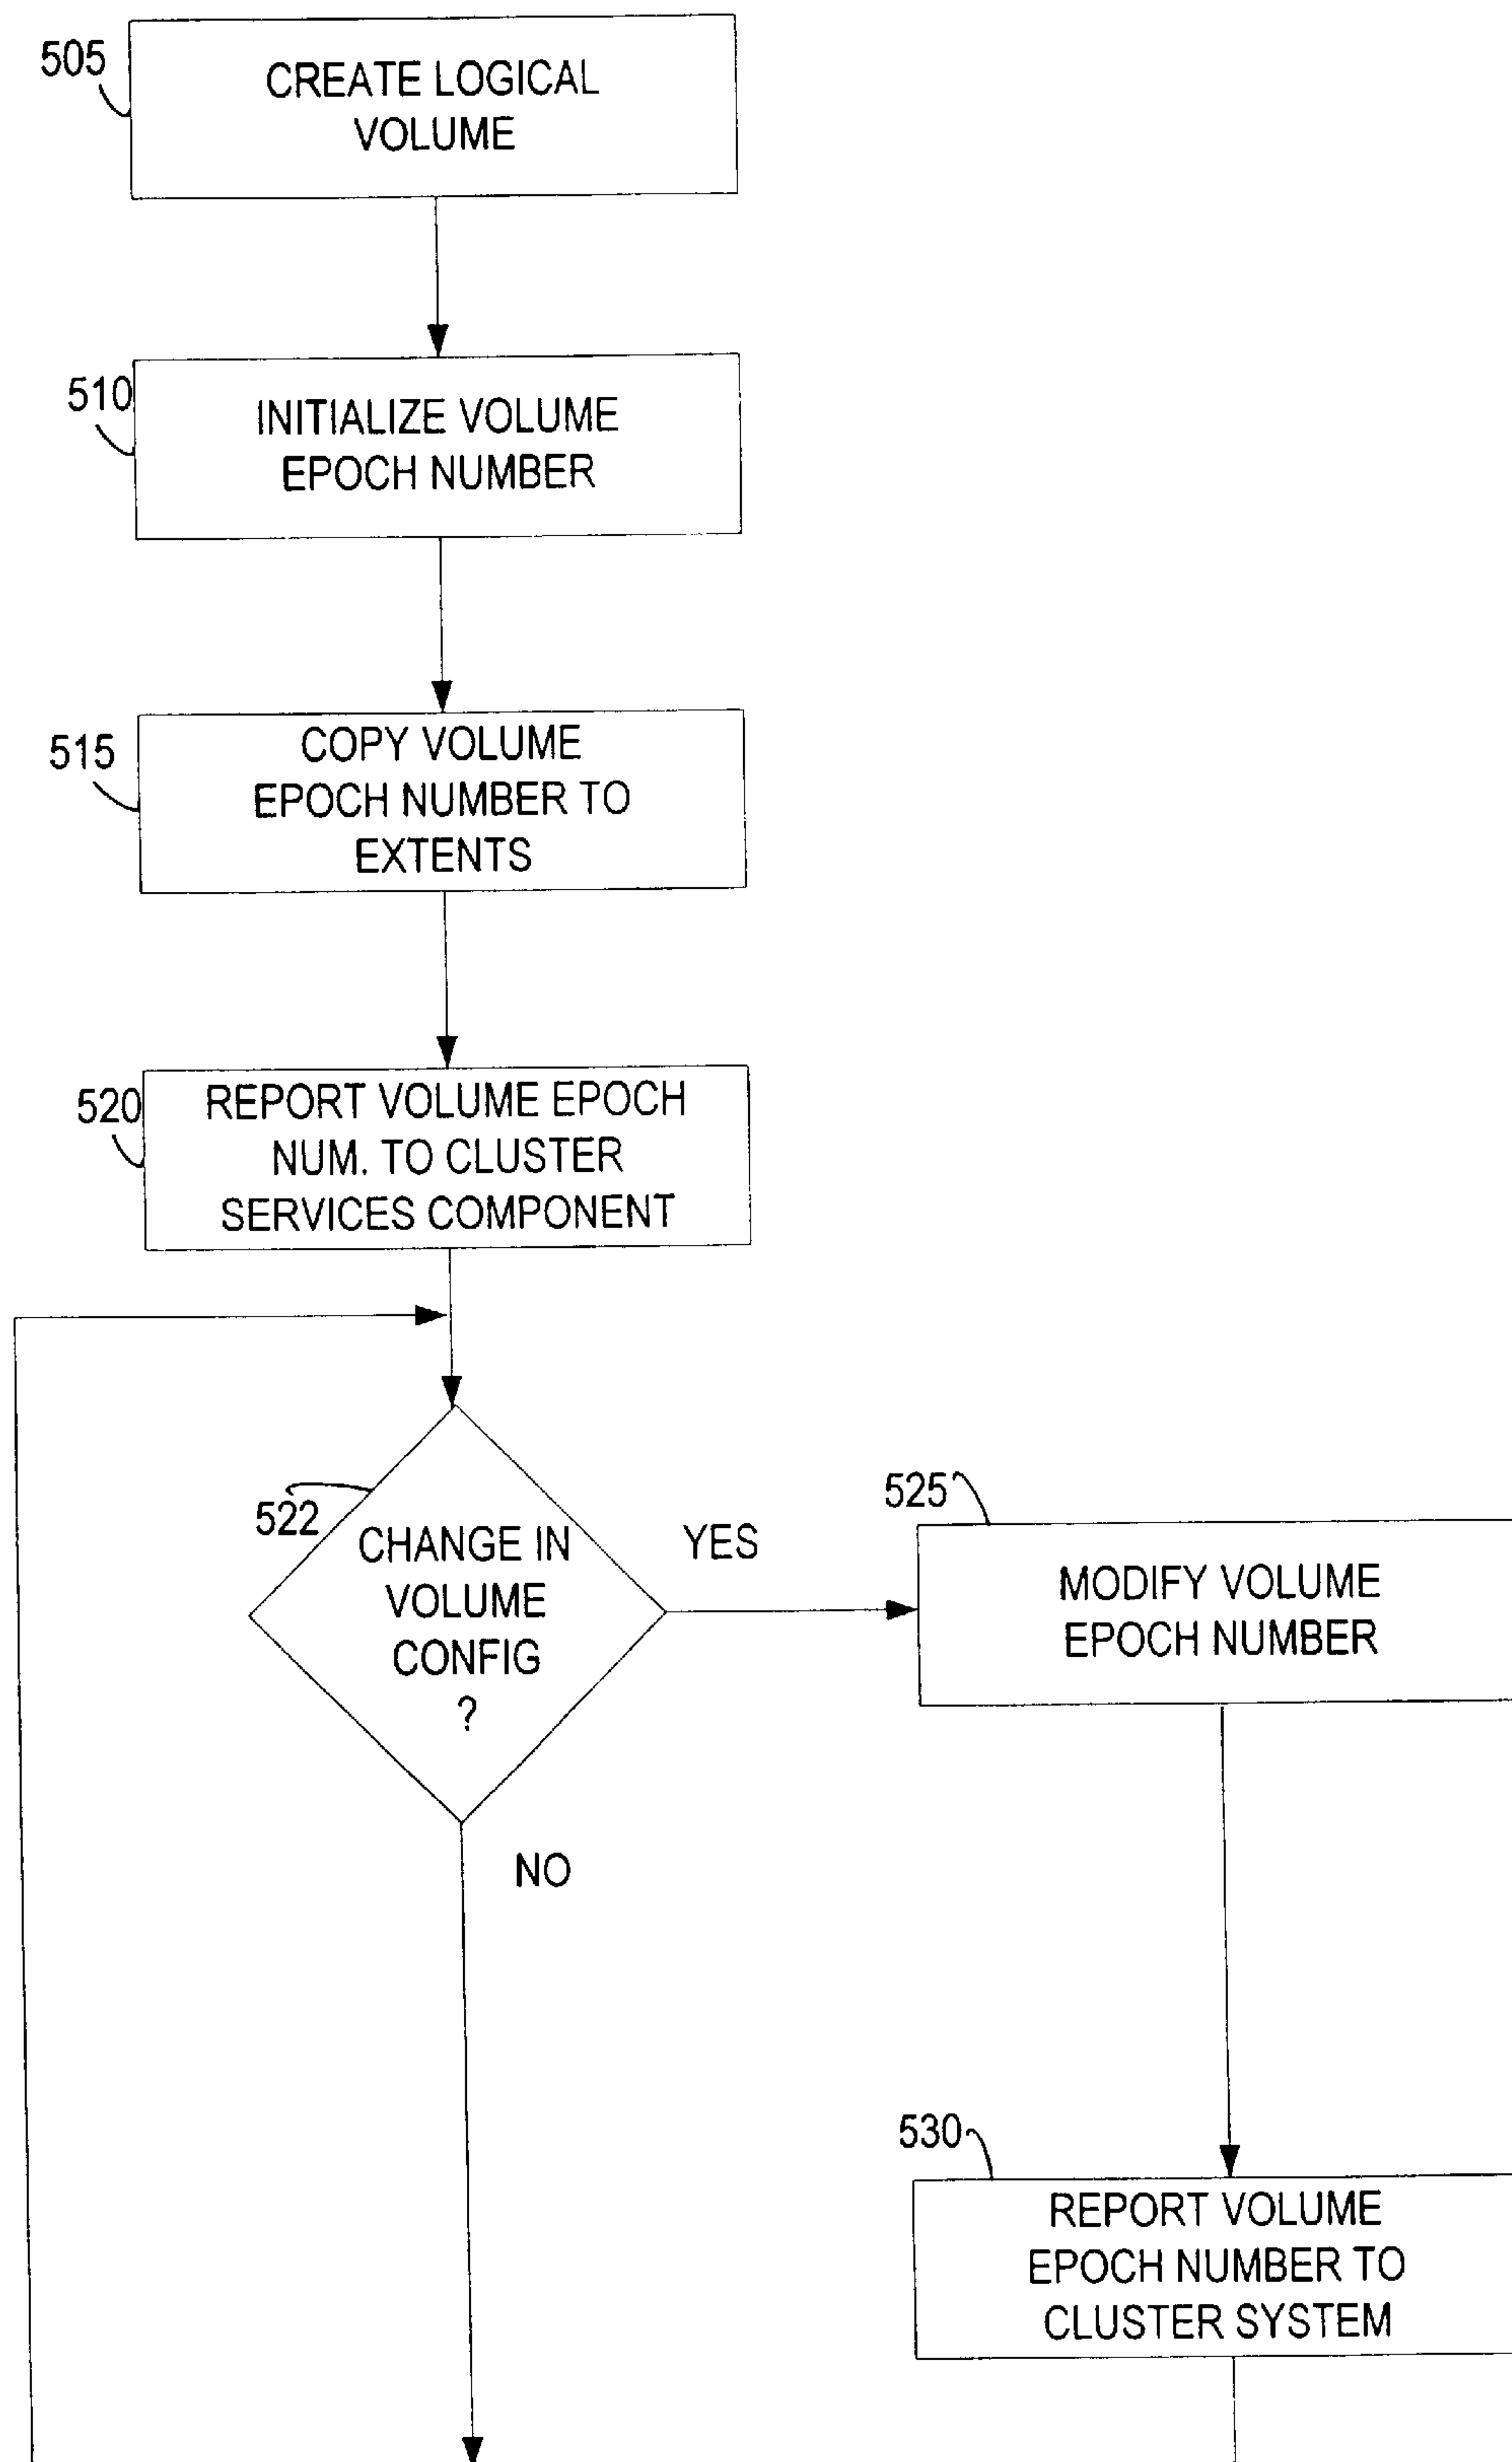 505
CREATE LOGICAL
VOLUME
510
INITIALIZE VOLUME
EPOCH NUMBER
515
COPY VOLUME
EPOCH NUMBER TO
EXTENTS
520
REPORT VOLUME EPOCH
NUM. TO CLUSTER
SERVICES COMPONENT
522
CHANGE IN
VOLUME
CONFIG
?
YES
NO
525
MODIFY VOLUME
EPOCH NUMBER
530
REPORT VOLUME
EPOCH NUMBER TO
CLUSTER SYSTEM